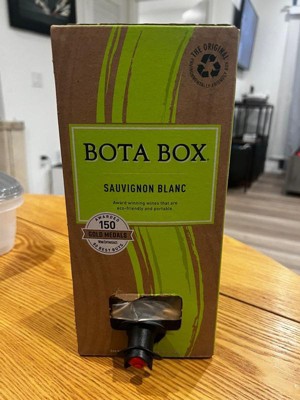 THE ORIGINAL
BOTA BOX
SAUVIGNON BLANC
Award winning wines that are
eco-friendly and portable.
AWARDED
150
GOLD MEDALS